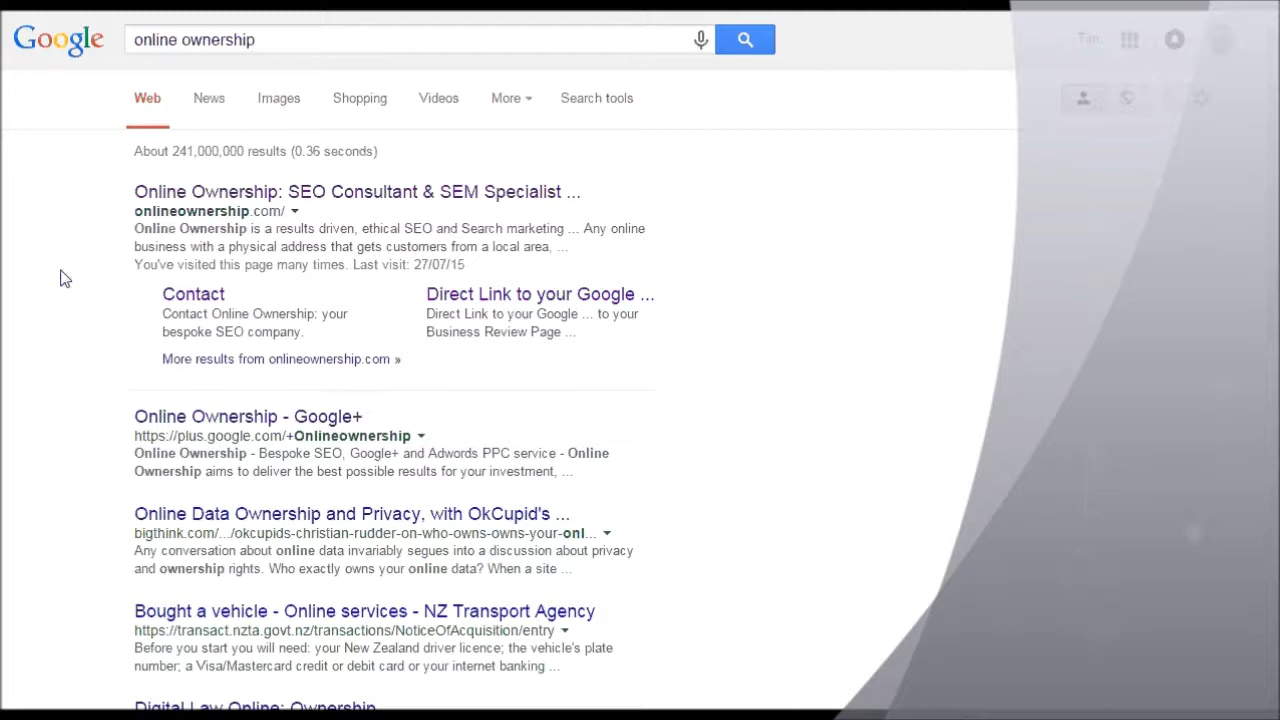 Google
online ownership
Tim
Web News Images Shopping Videos More Search tools
About 241,000,000 results (0.36 seconds)
Online Ownership: SEO Consultant & SEM Specialist ...
onlineownership.com/
Online Ownership is a results driven, ethical SEO and Search marketing ... Any online
business with a physical address that gets customers from a local area, ...
You've visited this page many times. Last visit: 27/07/15
Contact
Contact Online Ownership: your
bespoke SEO company.
Direct Link to your Google ...
Direct Link to your Google ... to your
Business Review Page ...
More results from onlineownership.com »
Online Ownership - Google+
https://plus.google.com/+Onlineownership
Online Ownership - Bespoke SEO, Google+ and Adwords PPC service - Online
Ownership aims to deliver the best possible results for your investment, ...
Online Data Ownership and Privacy, with OkCupid's ...
bigthink.com/.../okcupids-christian-rudder-on-who-owns-owns-your-onl...
Any conversation about online data invariably segues into a discussion about privacy
and ownership rights. Who exactly owns your online data? When a site ...
Bought a vehicle - Online services - NZ Transport Agency
https://transact.nzta.govt.nz/transactions/NoticeOfAcquisition/entry
Before you start you will need: your New Zealand driver licence; the vehicle's plate
number; a Visa/Mastercard credit or debit card or your internet banking ...
Digital Law Online: Ownership